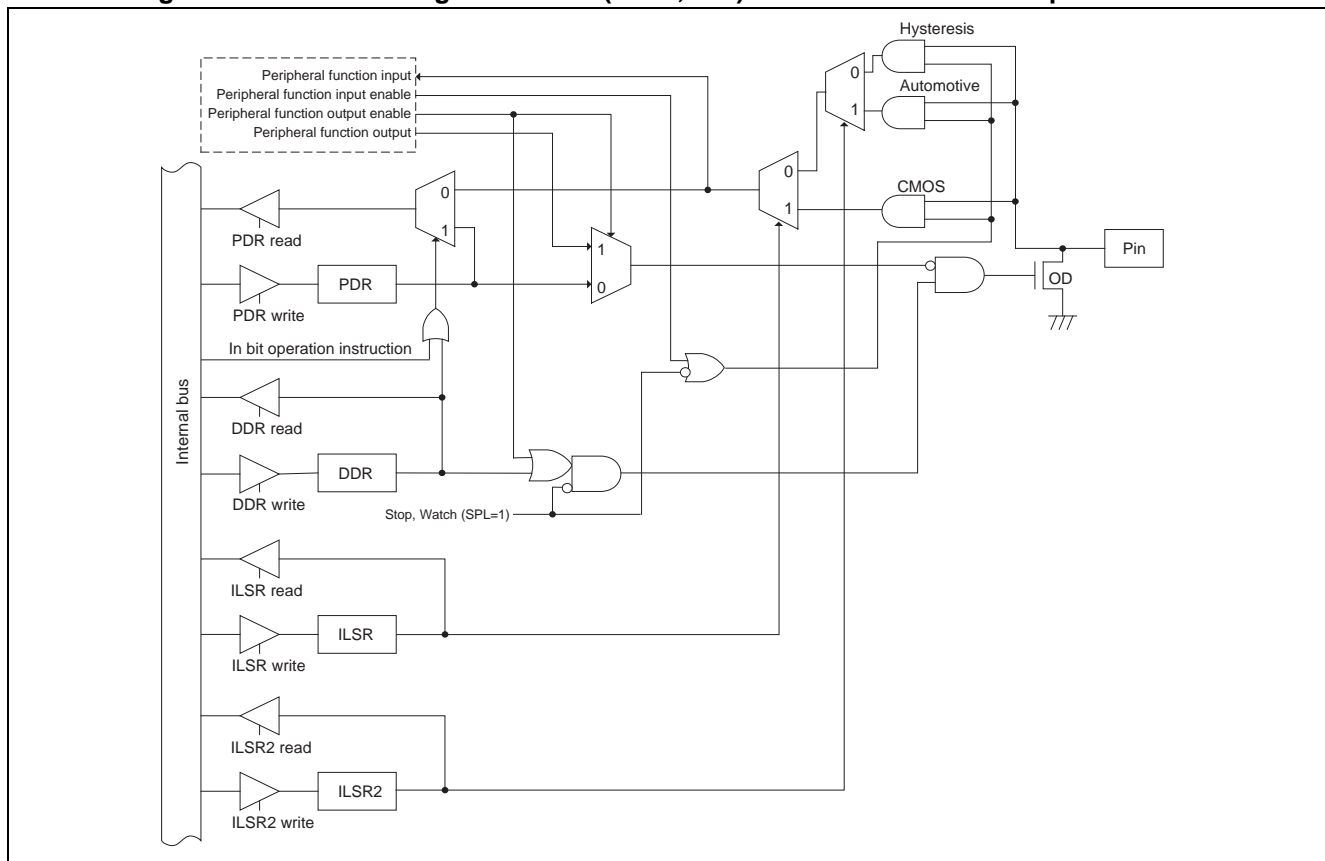 Hysteresis
Peripheral function input
0
Automotive
Peripheral function input enable
1
Peripheral function output enable
Peripheral function output
0
CMOS
0
1
1
PDR read
1
Pin
PDR
0
OD
PDR write
In bit operation instruction
Internal bus
DDR read
DDR
DDR write
Stop, Watch (SPL=1)
ILSR read
ILSR
ILSR write
ILSR2 read
ILSR2
ILSR2 write